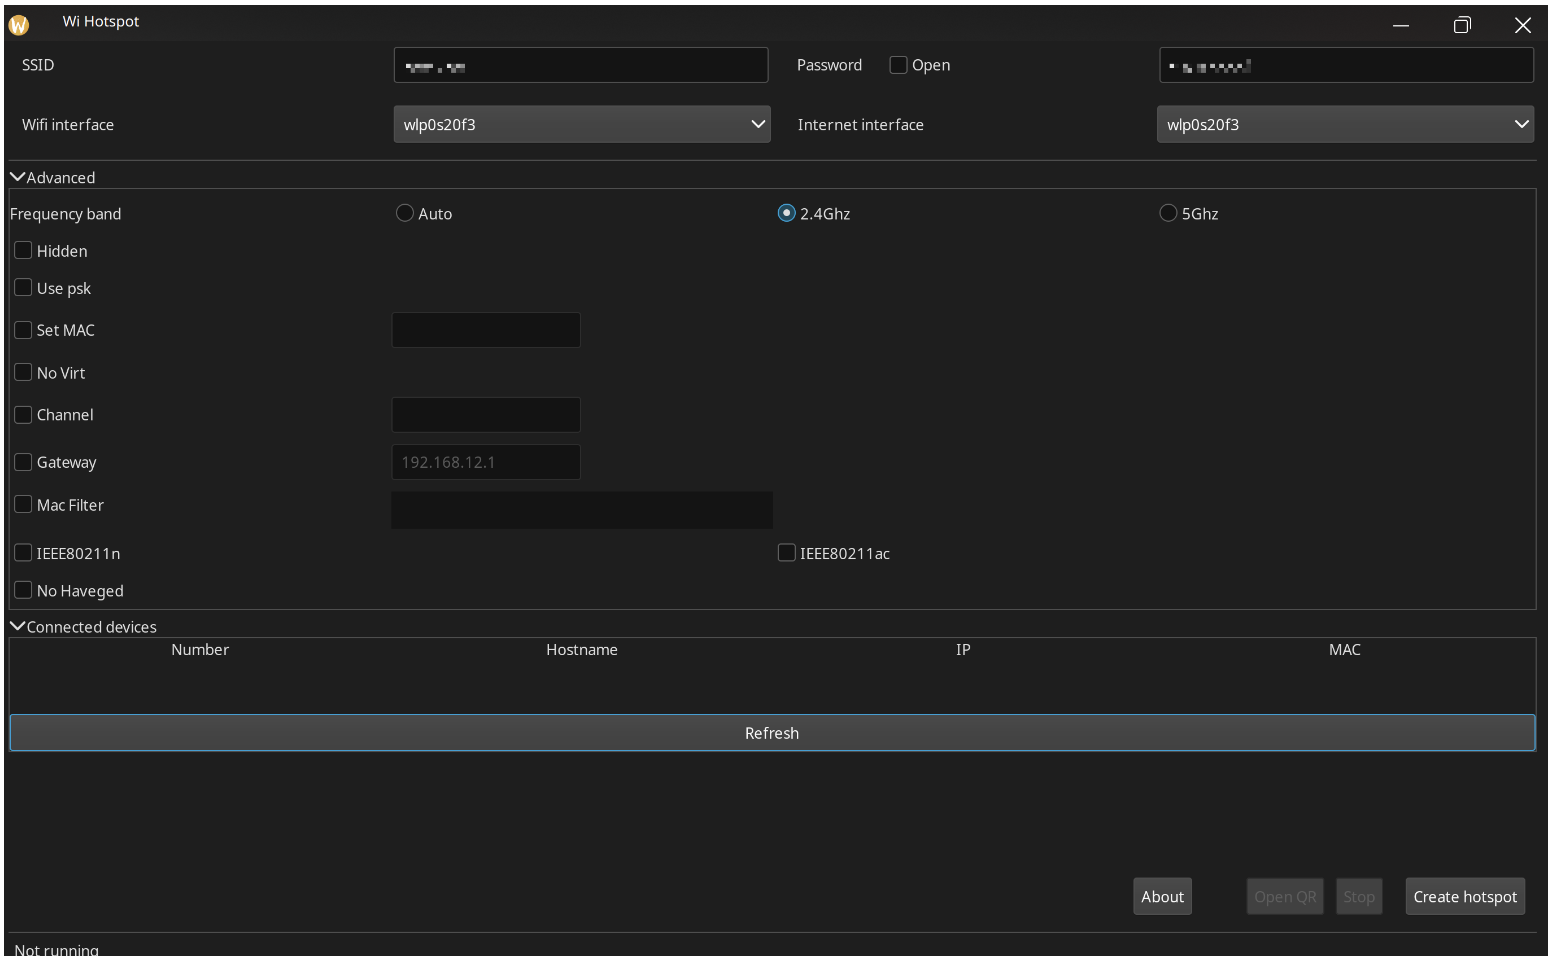 Wi Hotspot
SSID
Password
Open
Wifi interface
wlp0s20f3
Internet interface
wlp0s20f3
Advanced
Frequency band
Auto
2.4Ghz
5Ghz
Hidden
Use psk
Set MAC
No Virt
Channel
Gateway
192.168.12.1
Mac Filter
IEEE80211n
IEEE80211ac
No Haveged
Connected devices
Number
Hostname
IP
MAC
Refresh
About
Open QR
Stop
Create hotspot
Not running